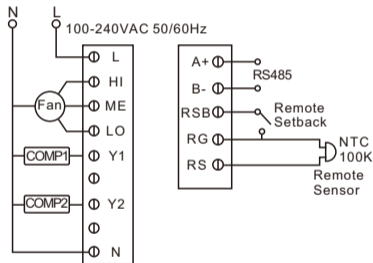 N L
100-240VAC 50/60Hz
L
HI
Fan
ME
LO
COMP1
Y1
COMP2
Y2
N
A+
B-
RS485
RSB
Remote
Setback
RG
RS
NTC
100K
Remote
Sensor